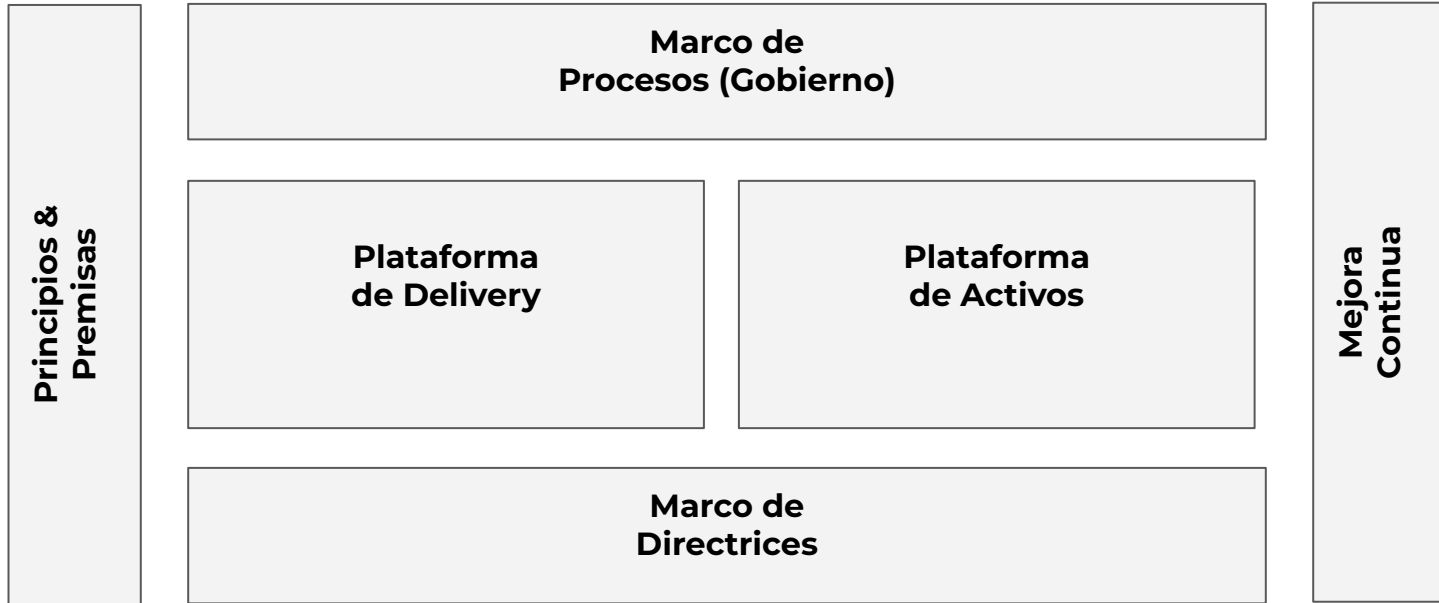 Principios &
Premisas
Marco de
Procesos (Gobierno)
Plataforma
de Delivery
Plataforma
de Activos
Marco de
Directrices
Mejora
Continua